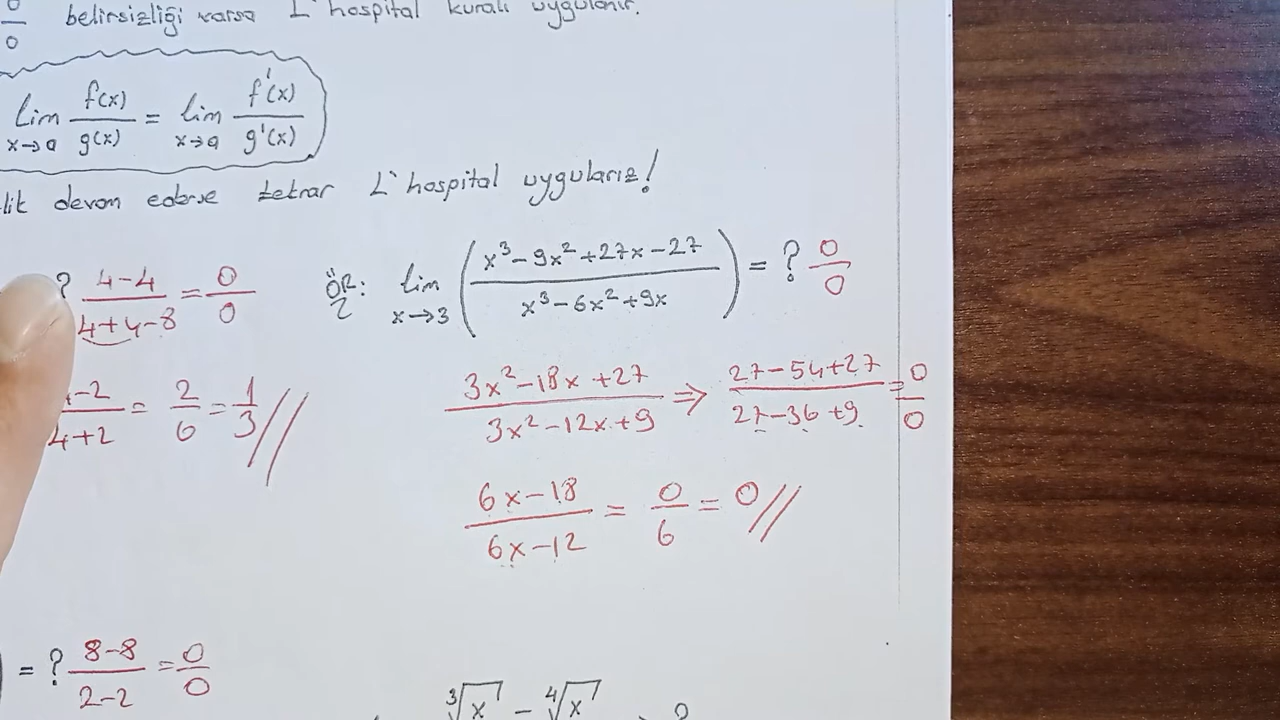 0/0 belirsizliği varsa L'hospital kuralı uygulanır.
lim x→a f(x)/g(x) = lim x→a f'(x)/g'(x)
devam ederse tekrar L'hospital uygularız!
? (4-4)/(4+4-8) = 0/0
ÖR 2: lim x→3 ((x³-9x²+27x-27)/(x³-6x²+9x)) = ? 0/0
-2/(4+2) = 2/6 = 1/3 //
(3x²-18x+27)/(3x²-12x+9) ⇒ (27-54+27)/(27-36+9) = 0/0
(6x-18)/(6x-12) = 0/6 = 0 //
= ? (8-8)/(2-2) = 0/0
∛x - ∜x